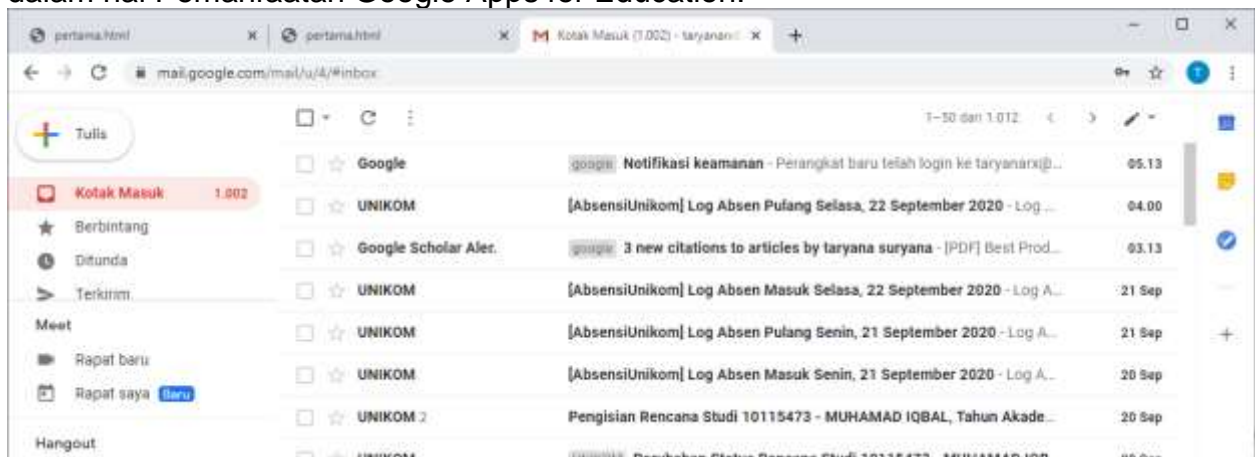 dalam hal Pemanfaatan Google Apps for Education.
pertama.html
pertama.html
Kotak Masuk (1.002) - taryanarx
mail.google.com/mail/u/4/#inbox
Tulis
1–50 dari 1.012
Google google Notifikasi keamanan - Perangkat baru telah login ke taryanarx@... 05.13
Kotak Masuk 1.002
UNIKOM [AbsensiUnikom] Log Absen Pulang Selasa, 22 September 2020 - Log ... 04.00
Berbintang
Google Scholar Aler. google 3 new citations to articles by taryana suryana - [PDF] Best Prod... 03.13
Ditunda
UNIKOM [AbsensiUnikom] Log Absen Masuk Selasa, 22 September 2020 - Log A... 21 Sep
Terkirim
Meet
UNIKOM [AbsensiUnikom] Log Absen Pulang Senin, 21 September 2020 - Log A... 21 Sep
Rapat baru
UNIKOM [AbsensiUnikom] Log Absen Masuk Senin, 21 September 2020 - Log A... 20 Sep
Rapat saya Baru
UNIKOM 2 Pengisian Rencana Studi 10115473 - MUHAMAD IQBAL, Tahun Akade... 20 Sep
Hangout